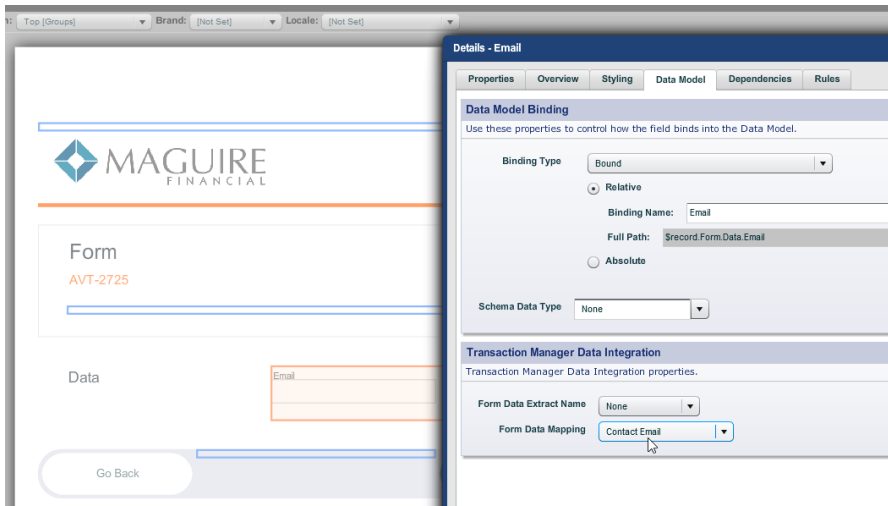 Top [Groups] Brand: [Not Set] Locale: [Not Set]
Details - Email
Properties Overview Styling Data Model Dependencies Rules
Data Model Binding
Use these properties to control how the field binds into the Data Model.
Binding Type Bound
Relative
Binding Name: Email
Full Path: $record.Form.Data.Email
Absolute
Schema Data Type None
Transaction Manager Data Integration
Transaction Manager Data Integration properties.
Form Data Extract Name None
Form Data Mapping Contact Email
MAGUIRE
FINANCIAL
Form
AVT-2725
Data
Email
Go Back